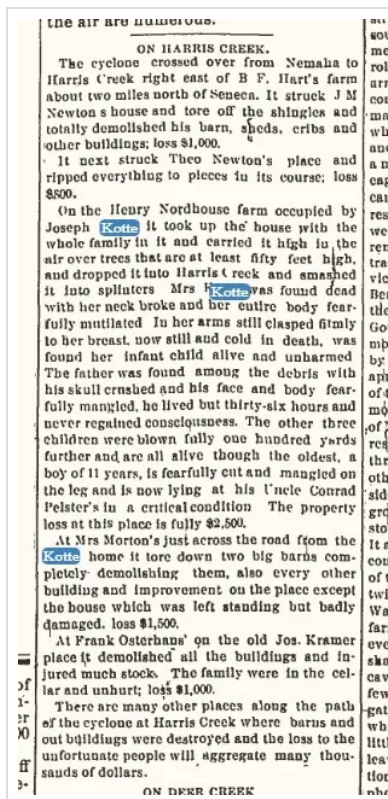 the air are numerous.
ON HARRIS CREEK.
The cyclone crossed over from Nemaha to
Harris Creek right east of B F. Hart's farm
about two miles north of Seneca. It struck J M
Newton s house and tore off the shingles and
totally demolished his barn, sheds, cribs and
other buildings; loss $1,000.
It next struck Theo Newton's place and
ripped everything to pieces in its course; loss
$800.
On the Henry Nordhouse farm occupied by
Joseph Kotte it took up the house with the
whole family in it and carried it high in the
air over trees that are at least fifty feet high,
and dropped it into Harris Creek and smashed
it into splinters Mrs Kotte was found dead
with her neck broke and her entire body fear-
fully mutilated In her arms still clasped firmly
to her breast, now still and cold in death, was
found her infant child alive and unharmed
The father was found among the debris with
his skull crushed and his face and body fear-
fully mangled, he lived but thirty-six hours and
never regained consciousness. The other three
children were blown fully one hundred yards
further and are all alive though the oldest, a
boy of 11 years, is fearfully cut and mangled on
the leg and is now lying at his Uncle Conrad
Pelster's in a critical condition The property
loss at this place is fully $2,500.
At Mrs Morton's just across the road from the
Kotte home it tore down two big barns com-
pletely demolishing them, also every other
building and improvement on the place except
the house which was left standing but badly
damaged. loss $1,500.
At Frank Osterhaus' on the old Jos. Kramer
place it demolished all the buildings and in-
jured much stock. The family were in the cel-
lar and unhurt; loss $1,000.
There are many other places along the path
of the cyclone at Harris Creek where barns and
out buildings were destroyed and the loss to the
unfortunate people will aggregate many thou-
sands of dollars.
ON DEER CREEK